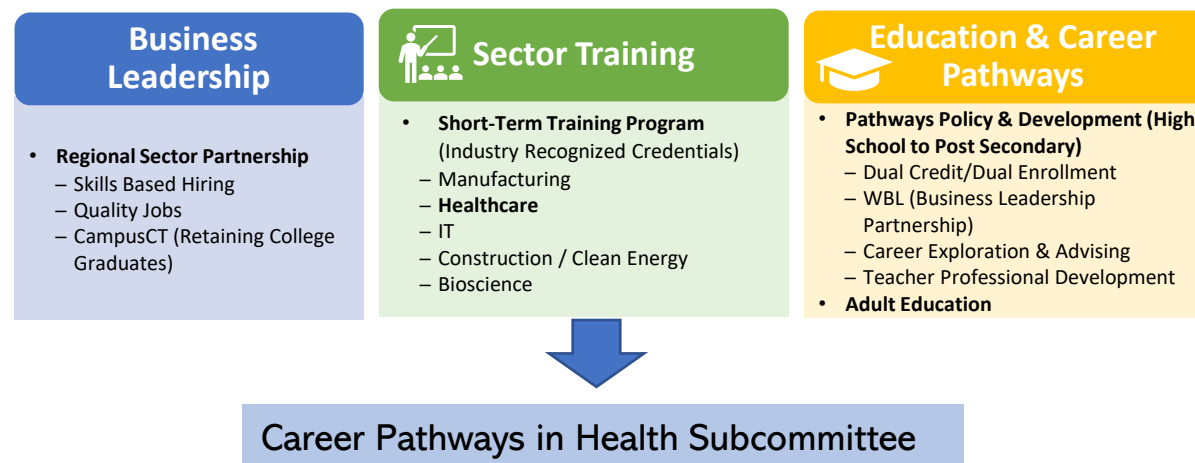 Business
Leadership
• Regional Sector Partnership
– Skills Based Hiring
– Quality Jobs
– CampusCT (Retaining College
Graduates)
Sector Training
• Short-Term Training Program
(Industry Recognized Credentials)
– Manufacturing
– Healthcare
– IT
– Construction / Clean Energy
– Bioscience
Education & Career
Pathways
• Pathways Policy & Development (High
School to Post Secondary)
– Dual Credit/Dual Enrollment
– WBL (Business Leadership
Partnership)
– Career Exploration & Advising
– Teacher Professional Development
• Adult Education
Career Pathways in Health Subcommittee